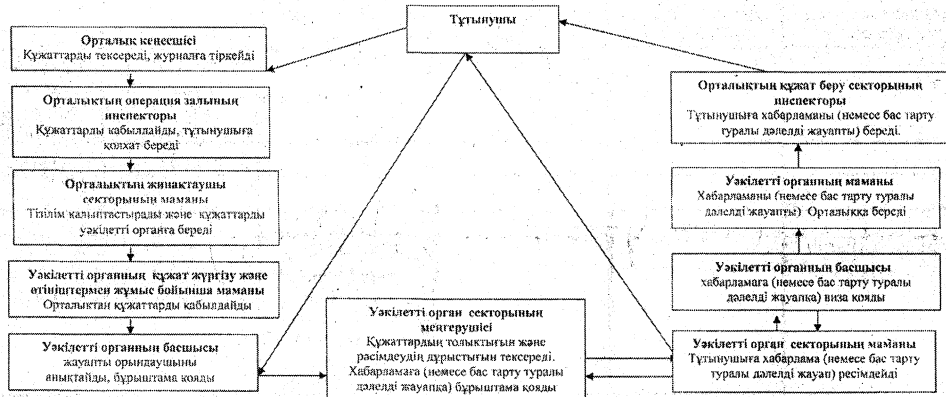 Тұтынушы
Орталық кеңесшісі
Құжаттарды тексереді, журналға тіркейді
Орталықтың операция залының
инспекторы
Құжаттарды қабылдайды, тұтынушыға
қолхат береді
Орталықтың жинақтаушы
секторының маманы
Тізілім қалыптастырады және құжаттарды
уәкілетті органға береді
Уәкілетті органның құжат жүргізу және
өтініштермен жұмыс бойынша маманы
Орталықтан құжаттарды қабылдайды
Уәкілетті органның басшысы
жауапты орындаушыны
анықтайды, бұрыштама қояды
Уәкілетті орган секторының
меңгерушісі
Құжаттардың толықтығын және
рәсімдеудің дұрыстығын тексереді.
Хабарламаға (немесе бас тарту туралы
дәлелді жауапқа) бұрыштама қояды
Орталықтың құжат беру секторының
инспекторы
Тұтынушыға хабарламаны (немесе бас тарту
туралы дәлелді жауапты) береді.
Уәкілетті органның маманы
Хабарламаны (немесе бас тарту туралы
дәлелді жауапты) Орталыққа береді
Уәкілетті органның басшысы
хабарламаға (немесе бас тарту туралы
дәлелді жауапқа) виза қояды
Уәкілетті орган секторының маманы
Тұтынушыға хабарлама (немесе бас тарту
туралы дәлелді жауап) ресімдейді